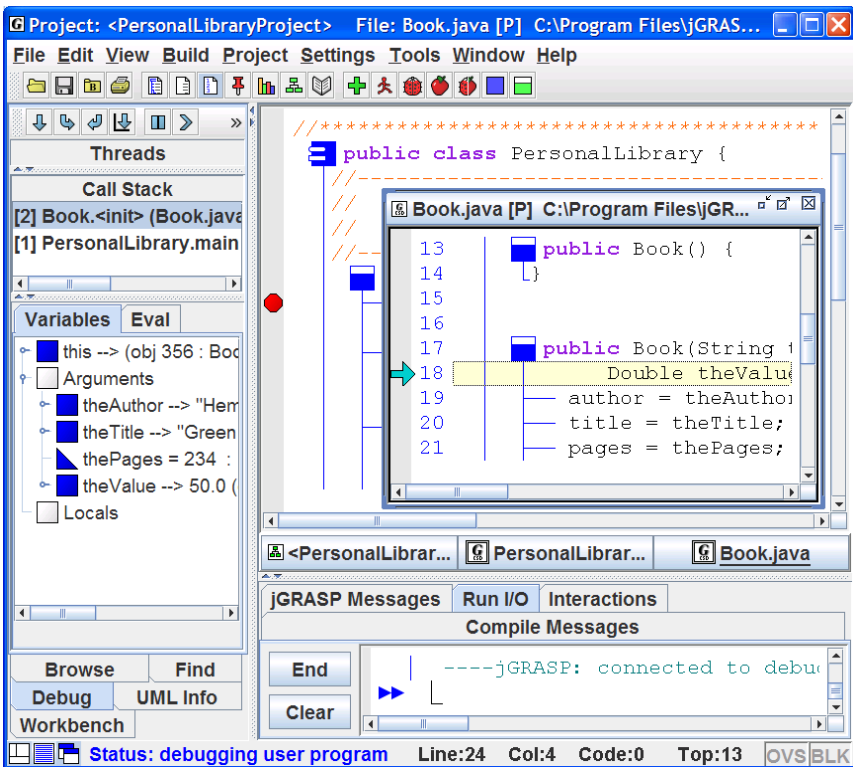 Project: <PersonalLibraryProject> File: Book.java [P] C:\Program Files\jGRAS...
File Edit View Build Project Settings Tools Window Help
Threads
Call Stack
[2] Book.<init> (Book.java
[1] PersonalLibrary.main
Variables Eval
this --> (obj 356 : Boo
Arguments
theAuthor --> "Hem
theTitle --> "Green
thePages = 234 :
theValue --> 50.0 (
Locals
Browse Find
Debug UML Info
Workbench
//****************************************
public class PersonalLibrary {
//----------------------------------------
//
//
//--
Book.java [P] C:\Program Files\jGR...
13 public Book() {
14 }
15
16
17 public Book(String t
18 Double theValue
19 author = theAuthor
20 title = theTitle;
21 pages = thePages;
<PersonalLibrar... PersonalLibrar... Book.java
jGRASP Messages Run I/O Interactions
Compile Messages
End
Clear
----jGRASP: connected to debug
Status: debugging user program Line:24 Col:4 Code:0 Top:13 OVS BLK